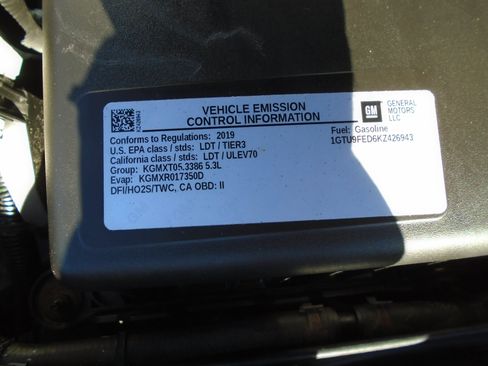 KZ426943
VEHICLE EMISSION
CONTROL INFORMATION
GM
GENERAL
MOTORS
LLC
Conforms to Regulations: 2019
U.S. EPA class / stds: LDT / TIER3
California class / stds: LDT / ULEV70
Group: KGMXT05.3386 5.3L
Evap: KGMXR017350D
DFI/HO2S/TWC, CA OBD: II
Fuel: Gasoline
1GTU9FED6KZ426943